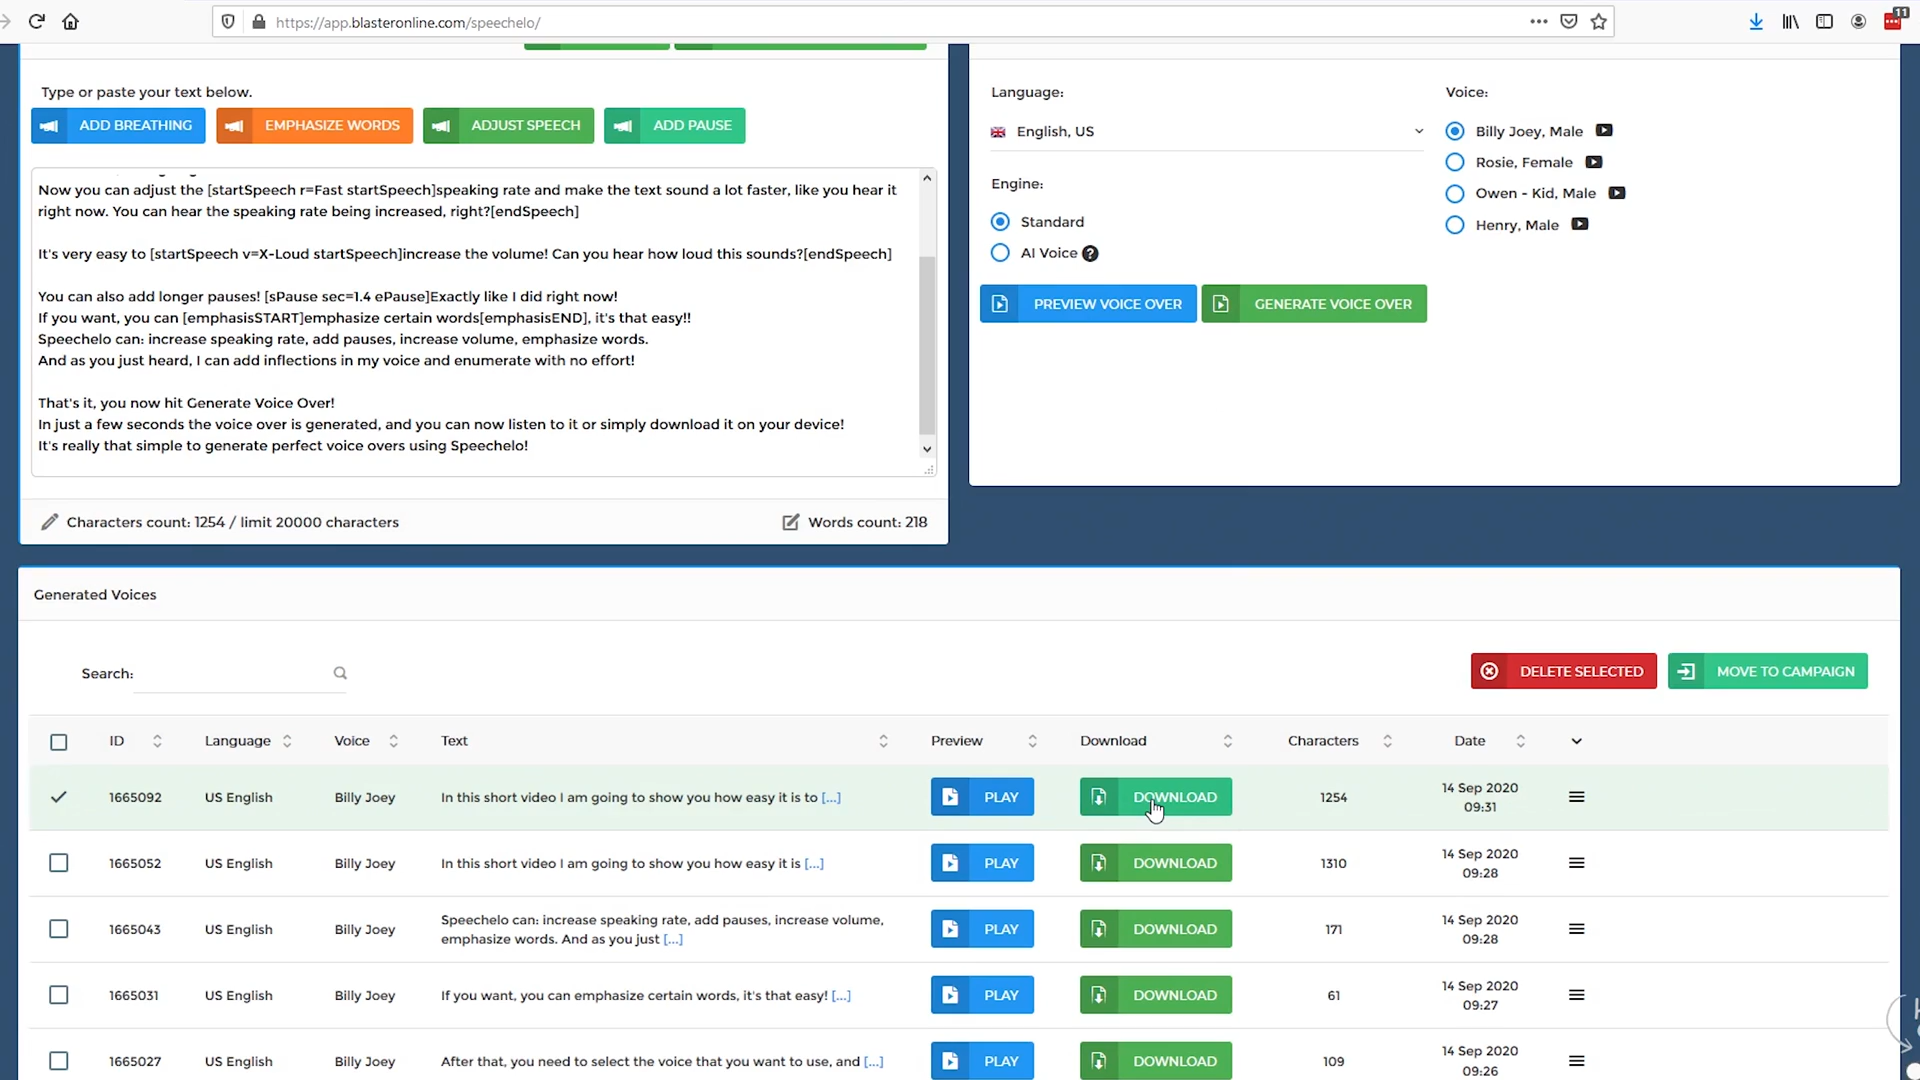 https://app.blasteronline.com/speechelo/
11
Type or paste your text below.
ADD BREATHING
EMPHASIZE WORDS
ADJUST SPEECH
ADD PAUSE
Now you can adjust the [startSpeech r=Fast startSpeech]speaking rate and make the text sound a lot faster, like you hear it
right now. You can hear the speaking rate being increased, right?[endSpeech]
It's very easy to [startSpeech v=X-Loud startSpeech]increase the volume! Can you hear how loud this sounds?[endSpeech]
You can also add longer pauses! [sPause sec=1.4 ePause]Exactly like I did right now!
If you want, you can [emphasisSTART]emphasize certain words[emphasisEND], it's that easy!!
Speechelo can: increase speaking rate, add pauses, increase volume, emphasize words.
And as you just heard, I can add inflections in my voice and enumerate with no effort!
That's it, you now hit Generate Voice Over!
In just a few seconds the voice over is generated, and you can now listen to it or simply download it on your device!
It's really that simple to generate perfect voice overs using Speechelo!
Characters count: 1254 / limit 20000 characters
Words count: 218
Language:
English, US
Engine:
Standard
AI Voice ?
PREVIEW VOICE OVER
GENERATE VOICE OVER
Voice:
Billy Joey, Male
Rosie, Female
Owen - Kid, Male
Henry, Male
Generated Voices
Search:
DELETE SELECTED
MOVE TO CAMPAIGN
ID Language Voice Text Preview Download Characters Date
1665092 US English Billy Joey In this short video I am going to show you how easy it is to [...] PLAY DOWNLOAD 1254 14 Sep 2020
09:31
1665052 US English Billy Joey In this short video I am going to show you how easy it is [...] PLAY DOWNLOAD 1310 14 Sep 2020
09:28
1665043 US English Billy Joey Speechelo can: increase speaking rate, add pauses, increase volume,
emphasize words. And as you just [...] PLAY DOWNLOAD 171 14 Sep 2020
09:28
1665031 US English Billy Joey If you want, you can emphasize certain words, it's that easy! [...] PLAY DOWNLOAD 61 14 Sep 2020
09:27
1665027 US English Billy Joey After that, you need to select the voice that you want to use, and [...] PLAY DOWNLOAD 109 14 Sep 2020
09:26